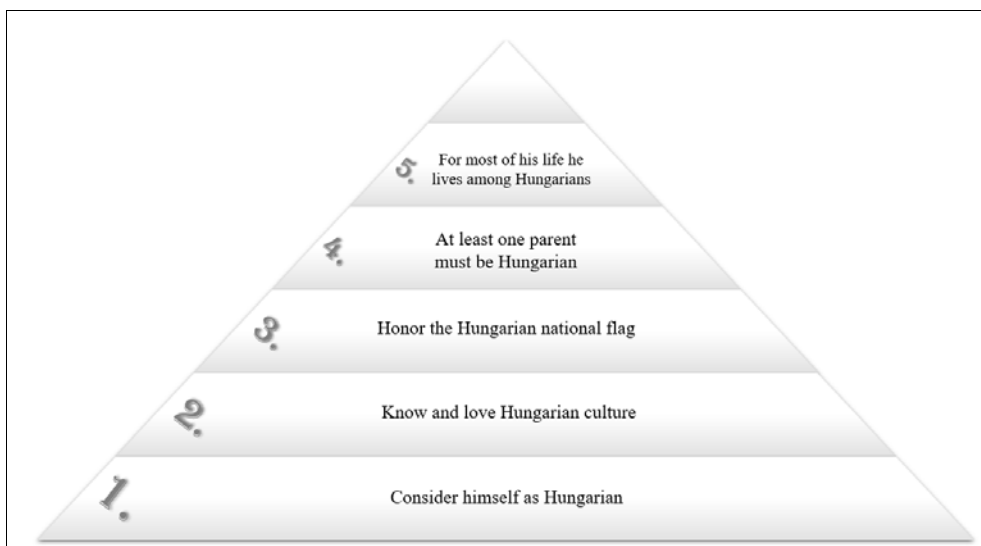 5. For most of his life he
lives among Hungarians
4. At least one parent
must be Hungarian
3. Honor the Hungarian national flag
2. Know and love Hungarian culture
1. Consider himself as Hungarian